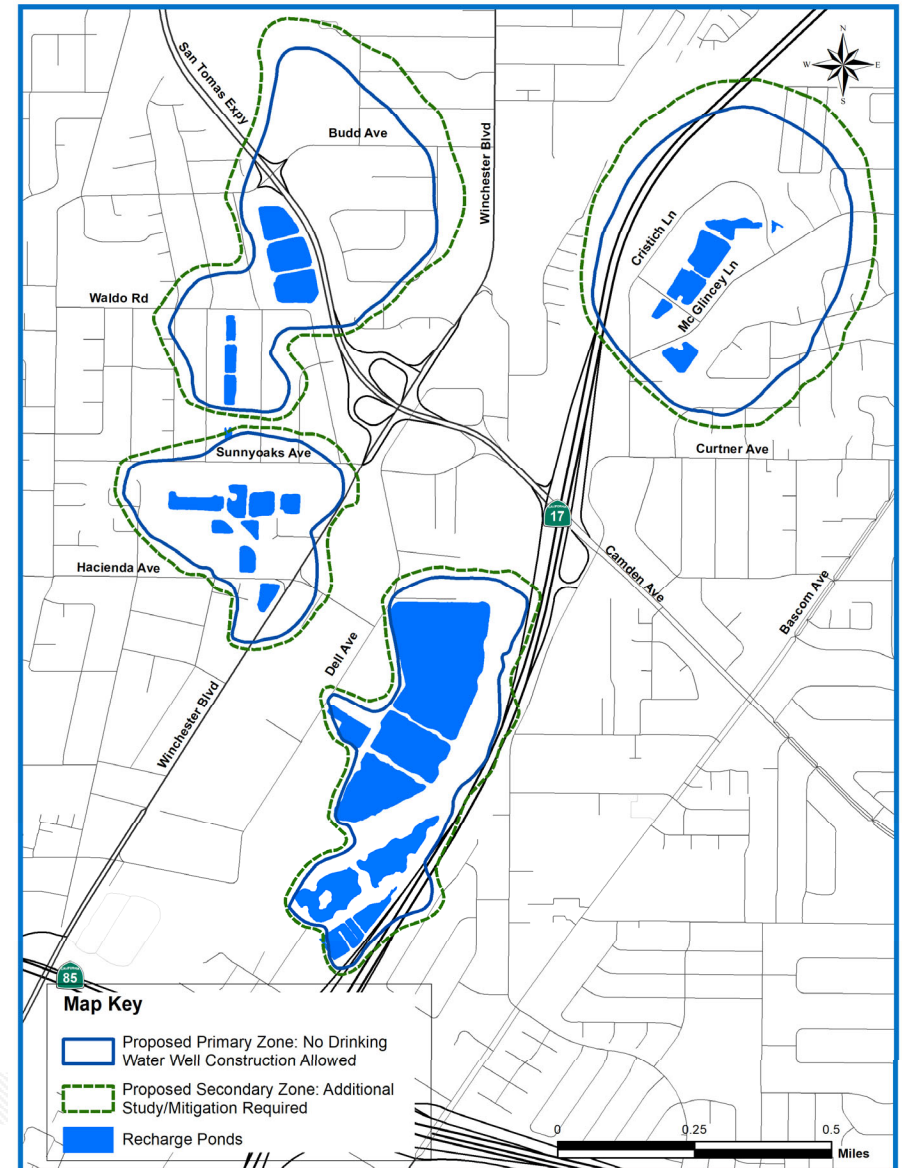 N
W
E
S
San Tomas Expy
Budd Ave
Winchester Blvd
Cristich Ln
Mc Glincey Ln
Waldo Rd
Sunnyoaks Ave
Curtner Ave
17
Hacienda Ave
Camden Ave
Bascom Ave
Dell Ave
Winchester Blvd
CALIFORNIA
85
Map Key
Proposed Primary Zone: No Drinking
Water Well Construction Allowed
Proposed Secondary Zone: Additional
Study/Mitigation Required
Recharge Ponds
0
0.25
0.5
Miles